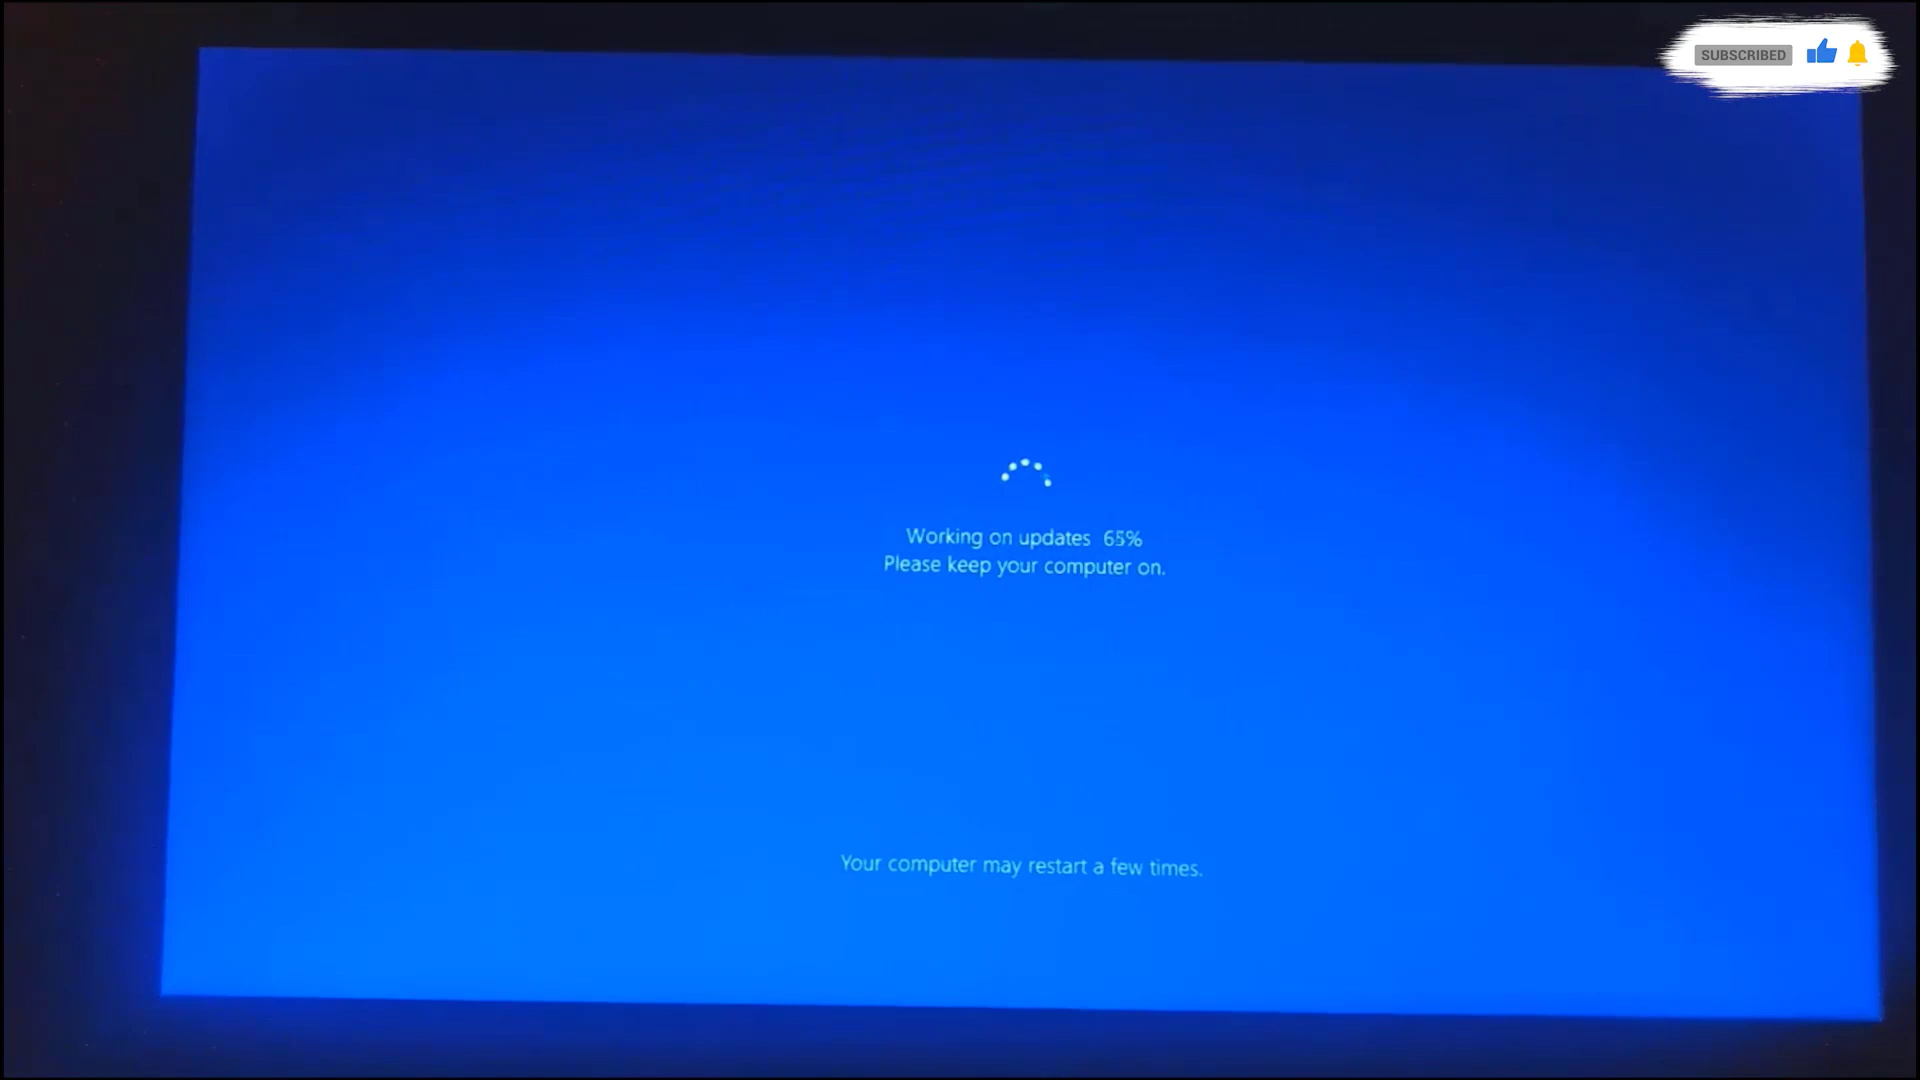 SUBSCRIBED
Working on updates 65%
Please keep your computer on.
Your computer may restart a few times.